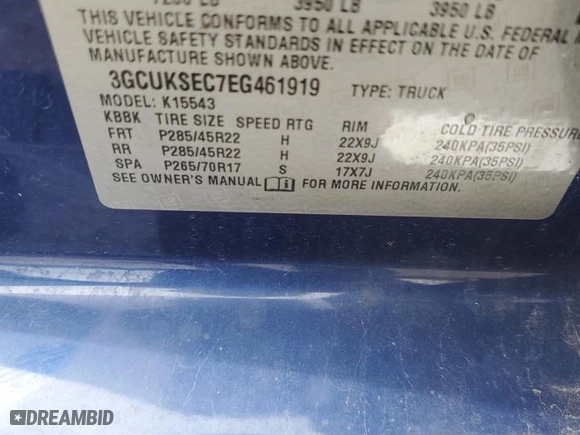 3950 LB 3950 LB
THIS VEHICLE CONFORMS TO ALL APPLICABLE U.S. FEDERAL
VEHICLE SAFETY STANDARDS IN EFFECT ON THE DATE OF
MANUFACTURE SHOWN ABOVE.
3GCUKSEC7EG461919 TYPE: TRUCK
MODEL: K15543
KBBK TIRE SIZE SPEED RTG RIM COLD TIRE PRESSURE
FRT P285/45R22 H 22X9J 240KPA(35PSI)
RR P285/45R22 H 22X9J 240KPA(35PSI)
SPA P265/70R17 S 17X7J 240KPA(35PSI)
SEE OWNER'S MANUAL FOR MORE INFORMATION.
DREAMBID